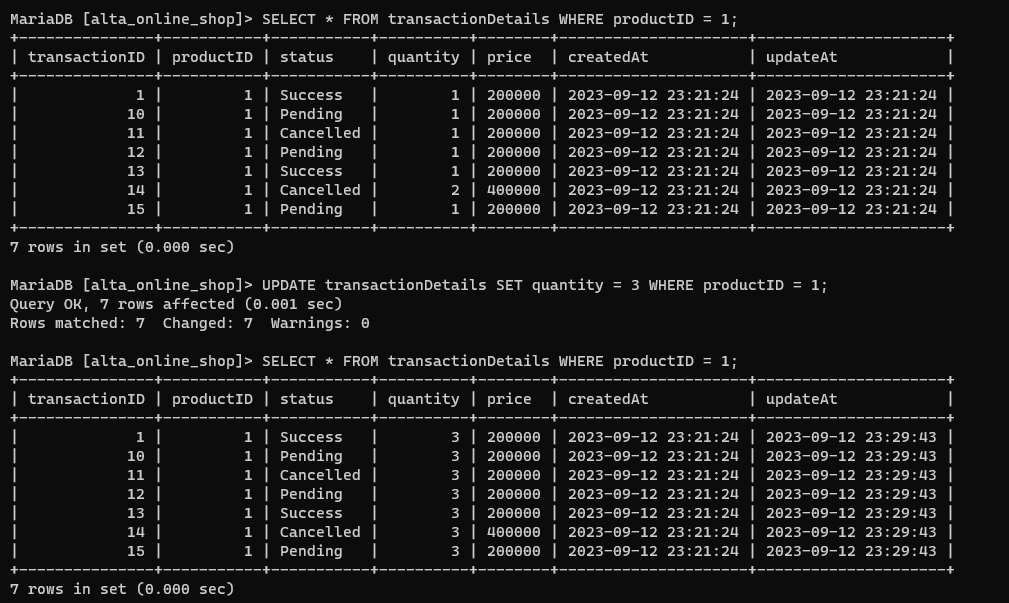 MariaDB [alta_online_shop]> SELECT * FROM transactionDetails WHERE productID = 1;
+---------------+-----------+-----------+----------+--------+---------------------+---------------------+
| transactionID | productID | status    | quantity | price  | createdAt           | updateAt            |
+---------------+-----------+-----------+----------+--------+---------------------+---------------------+
|             1 |         1 | Success   |        1 | 200000 | 2023-09-12 23:21:24 | 2023-09-12 23:21:24 |
|            10 |         1 | Pending   |        1 | 200000 | 2023-09-12 23:21:24 | 2023-09-12 23:21:24 |
|            11 |         1 | Cancelled |        1 | 200000 | 2023-09-12 23:21:24 | 2023-09-12 23:21:24 |
|            12 |         1 | Pending   |        1 | 200000 | 2023-09-12 23:21:24 | 2023-09-12 23:21:24 |
|            13 |         1 | Success   |        1 | 200000 | 2023-09-12 23:21:24 | 2023-09-12 23:21:24 |
|            14 |         1 | Cancelled |        2 | 400000 | 2023-09-12 23:21:24 | 2023-09-12 23:21:24 |
|            15 |         1 | Pending   |        1 | 200000 | 2023-09-12 23:21:24 | 2023-09-12 23:21:24 |
+---------------+-----------+-----------+----------+--------+---------------------+---------------------+
7 rows in set (0.000 sec)

MariaDB [alta_online_shop]> UPDATE transactionDetails SET quantity = 3 WHERE productID = 1;
Query OK, 7 rows affected (0.001 sec)
Rows matched: 7  Changed: 7  Warnings: 0

MariaDB [alta_online_shop]> SELECT * FROM transactionDetails WHERE productID = 1;
+---------------+-----------+-----------+----------+--------+---------------------+---------------------+
| transactionID | productID | status    | quantity | price  | createdAt           | updateAt            |
+---------------+-----------+-----------+----------+--------+---------------------+---------------------+
|             1 |         1 | Success   |        3 | 200000 | 2023-09-12 23:21:24 | 2023-09-12 23:29:43 |
|            10 |         1 | Pending   |        3 | 200000 | 2023-09-12 23:21:24 | 2023-09-12 23:29:43 |
|            11 |         1 | Cancelled |        3 | 200000 | 2023-09-12 23:21:24 | 2023-09-12 23:29:43 |
|            12 |         1 | Pending   |        3 | 200000 | 2023-09-12 23:21:24 | 2023-09-12 23:29:43 |
|            13 |         1 | Success   |        3 | 200000 | 2023-09-12 23:21:24 | 2023-09-12 23:29:43 |
|            14 |         1 | Cancelled |        3 | 400000 | 2023-09-12 23:21:24 | 2023-09-12 23:29:43 |
|            15 |         1 | Pending   |        3 | 200000 | 2023-09-12 23:21:24 | 2023-09-12 23:29:43 |
+---------------+-----------+-----------+----------+--------+---------------------+---------------------+
7 rows in set (0.000 sec)